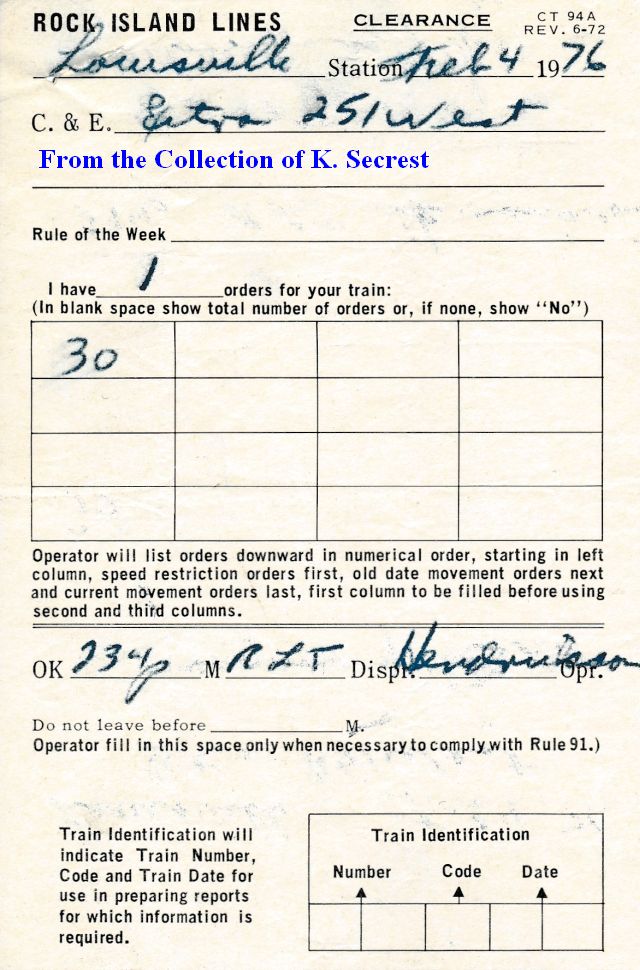 ROCK ISLAND LINES CLEARANCE CT 94A
REV. 6-72
Louisville Station Feb 4 1976
C. & E. Extra 251 West
From the Collection of K. Secrest
Rule of the Week
I have 1 orders for your train:
(In blank space show total number of orders or, if none, show "No")
30
Operator will list orders downward in numerical order, starting in left
column, speed restriction orders first, old date movement orders next
and current movement orders last, first column to be filled before using
second and third columns.
OK 234p M RLT Dispr. Hendrickson Opr.
Do not leave before M.
Operator fill in this space only when necessary to comply with Rule 91.)
Train Identification will
indicate Train Number,
Code and Train Date for
use in preparing reports
for which information is
required.
Train Identification
Number Code Date